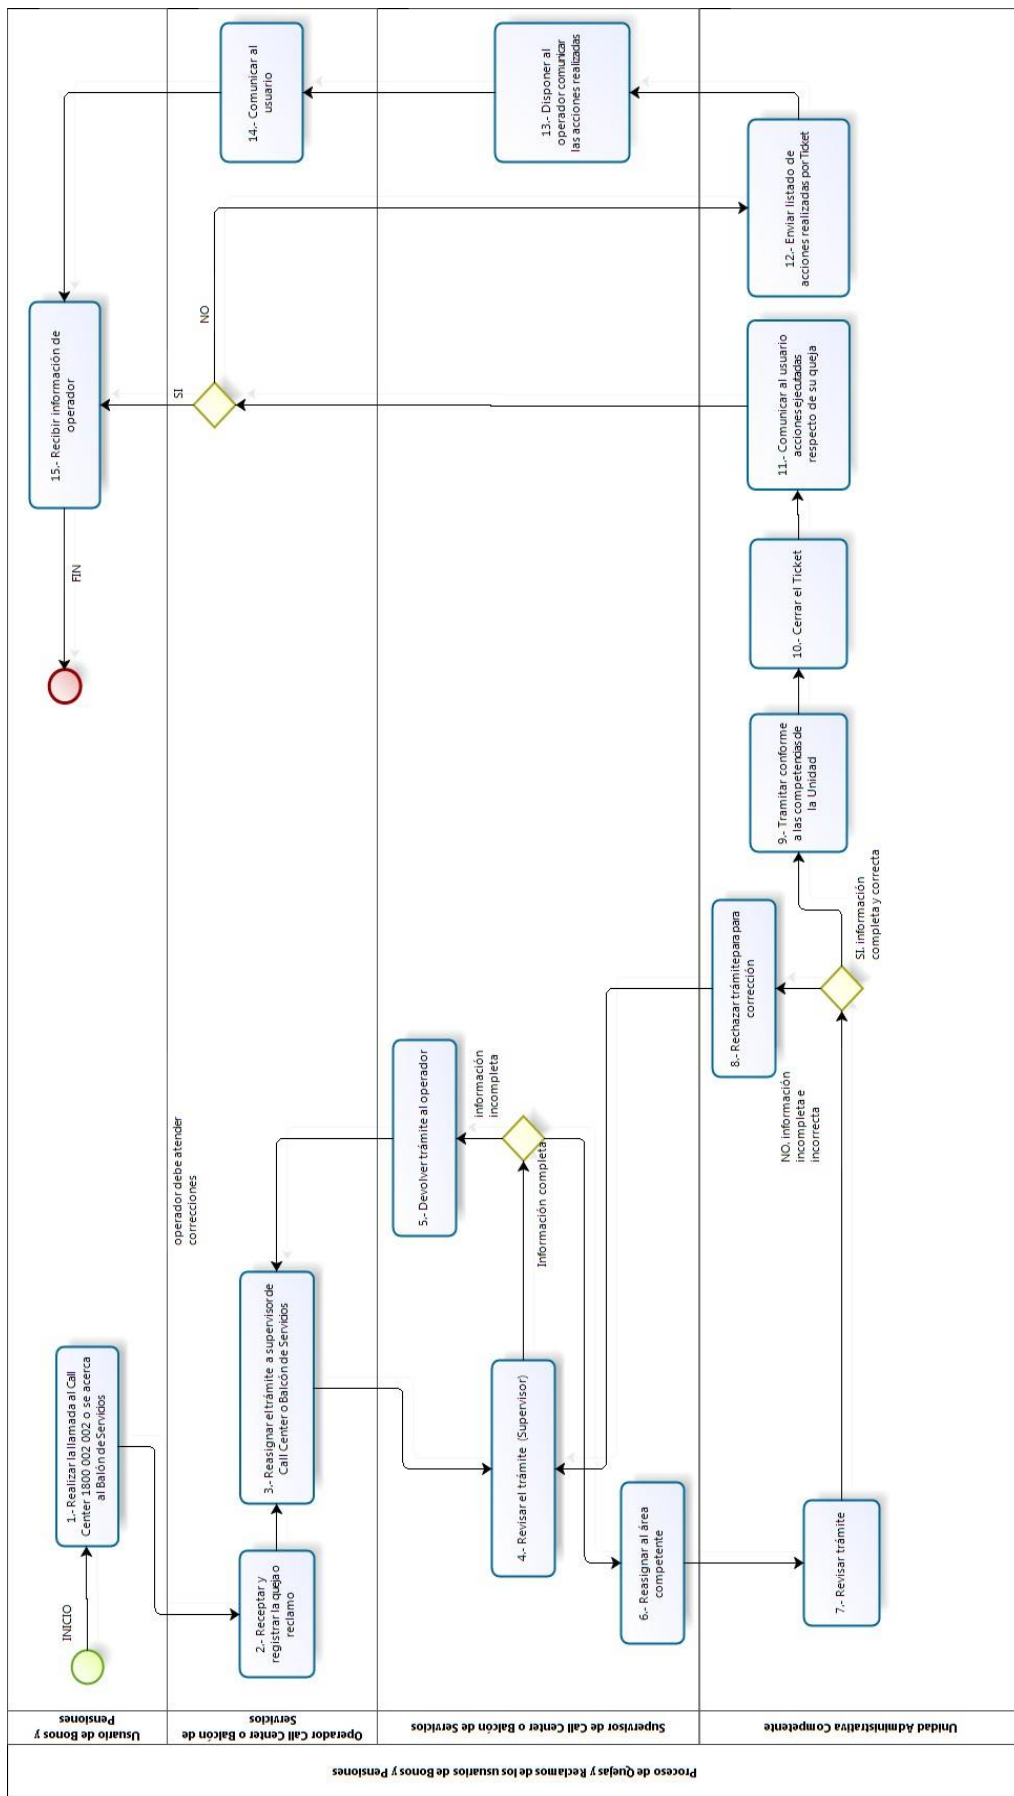 Proceso de Quejas y Reclamos de los usuarios de Bonos y Pensiones
Usuario de Bonos y
Pensiones
Operador Call Center o Balcón de
Servicios
Supervisor de Call Center o Balcón de Servicios
Unidad Administrativa Competente
INICIO
1.- Realizar la llamada al Call
Center 1800 002 002 o se acerca
al Balón de Servicios
2.- Receptar y
registrar la queja o
reclamo
3.- Reasignar el trámite a supervisor de
Call Center o Balcón de Servicios
operador debe atender
correcciones
4.- Revisar el trámite (Supervisor)
Información completa
información
incompleta
5.- Devolver trámite al operador
6.- Reasignar al área
competente
7.- Revisar trámite
NO. información
incompleta e
incorrecta
8.- Rechazar trámite para para
corrección
SI. información
completa y correcta
9.- Tramitar conforme
a las competencias de
la Unidad
10.- Cerrar el Ticket
11.- Comunicar al usuario
acciones ejecutadas
respecto de su queja
SI
NO
12.- Enviar listado de
acciones realizadas por Ticket
13.- Disponer al
operador comunicar
las acciones realizadas
14.- Comunicar al
usuario
15.- Recibir información de
operador
FIN